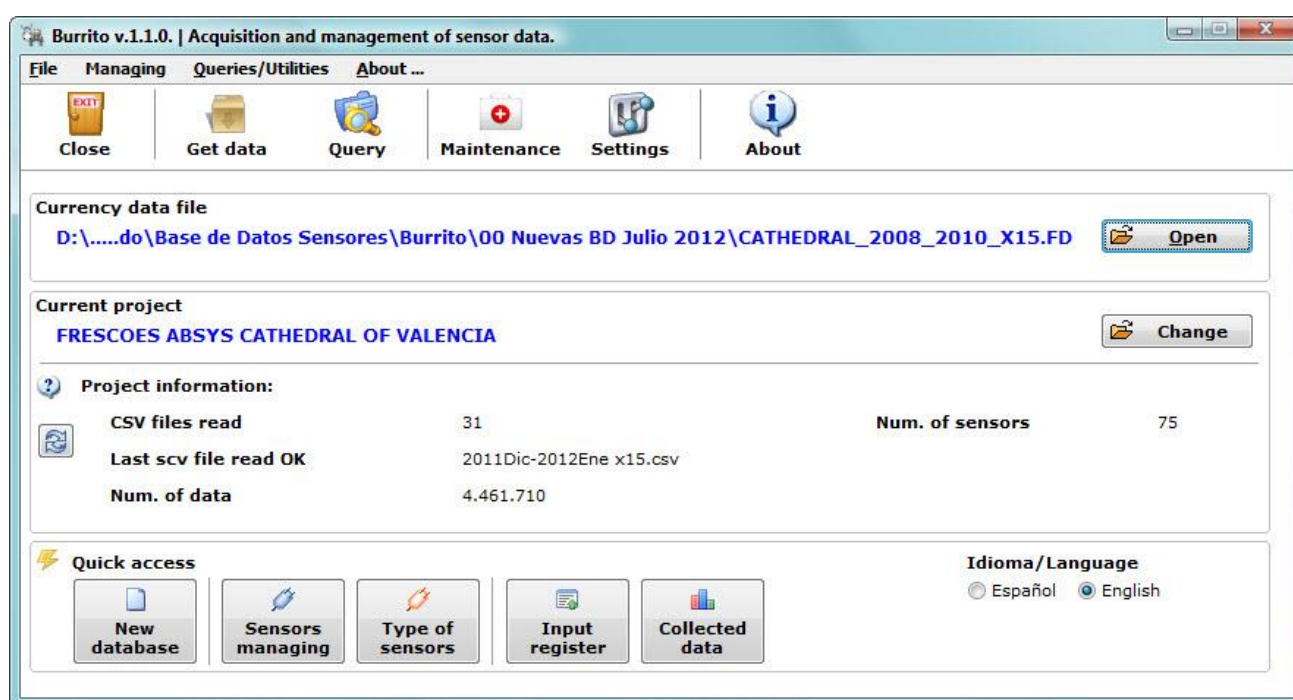 Burrito v.1.1.0. | Acquisition and management of sensor data.
File Managing Queries/Utilities About ...
EXIT
Close Get data Query Maintenance Settings About
Currency data file
D:\.....do\Base de Datos Sensores\Burrito\00 Nuevas BD Julio 2012\CATHEDRAL_2008_2010_X15.FD
Open
Current project
FRESCOES ABSYS CATHEDRAL OF VALENCIA
Change
Project information:
CSV files read 31 Num. of sensors 75
Last scv file read OK 2011Dic-2012Ene x15.csv
Num. of data 4.461.710
Quick access
Idioma/Language
Español English
New database
Sensors managing
Type of sensors
Input register
Collected data